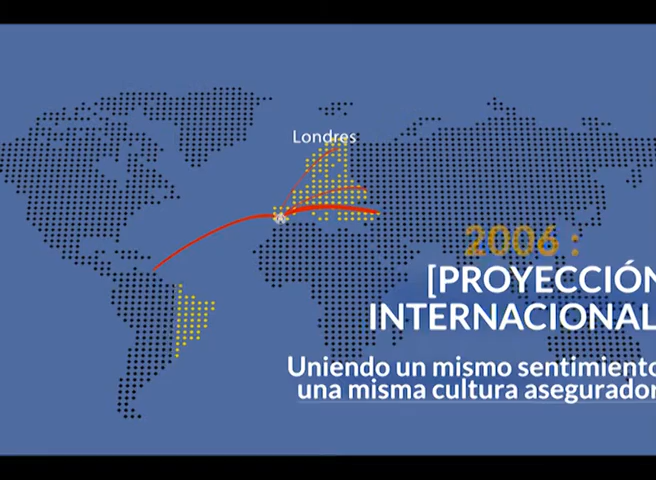 Londres
2006 :
[PROYECCIÓN
INTERNACIONAL
Uniendo un mismo sentimiento
una misma cultura asegurador